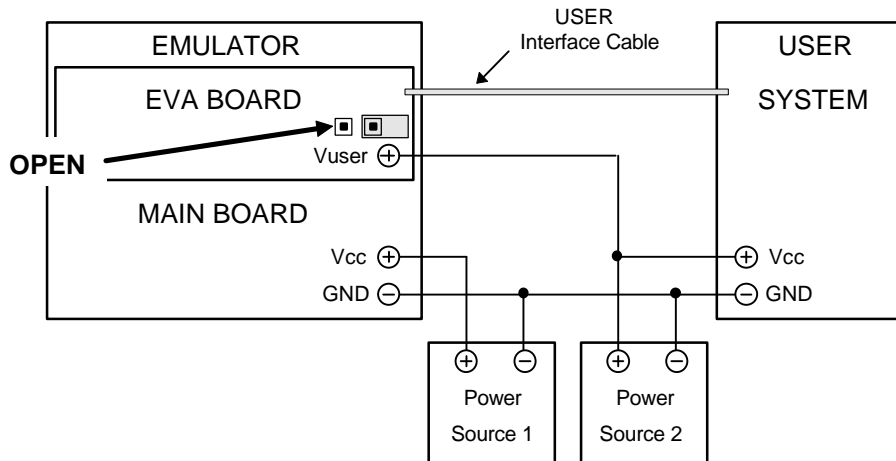 USER
Interface Cable
EMULATOR
USER
SYSTEM
EVA BOARD
OPEN
Vuser +
MAIN BOARD
Vcc +
+ Vcc
GND −
− GND
+ −
+ −
Power
Source 1
Power
Source 2